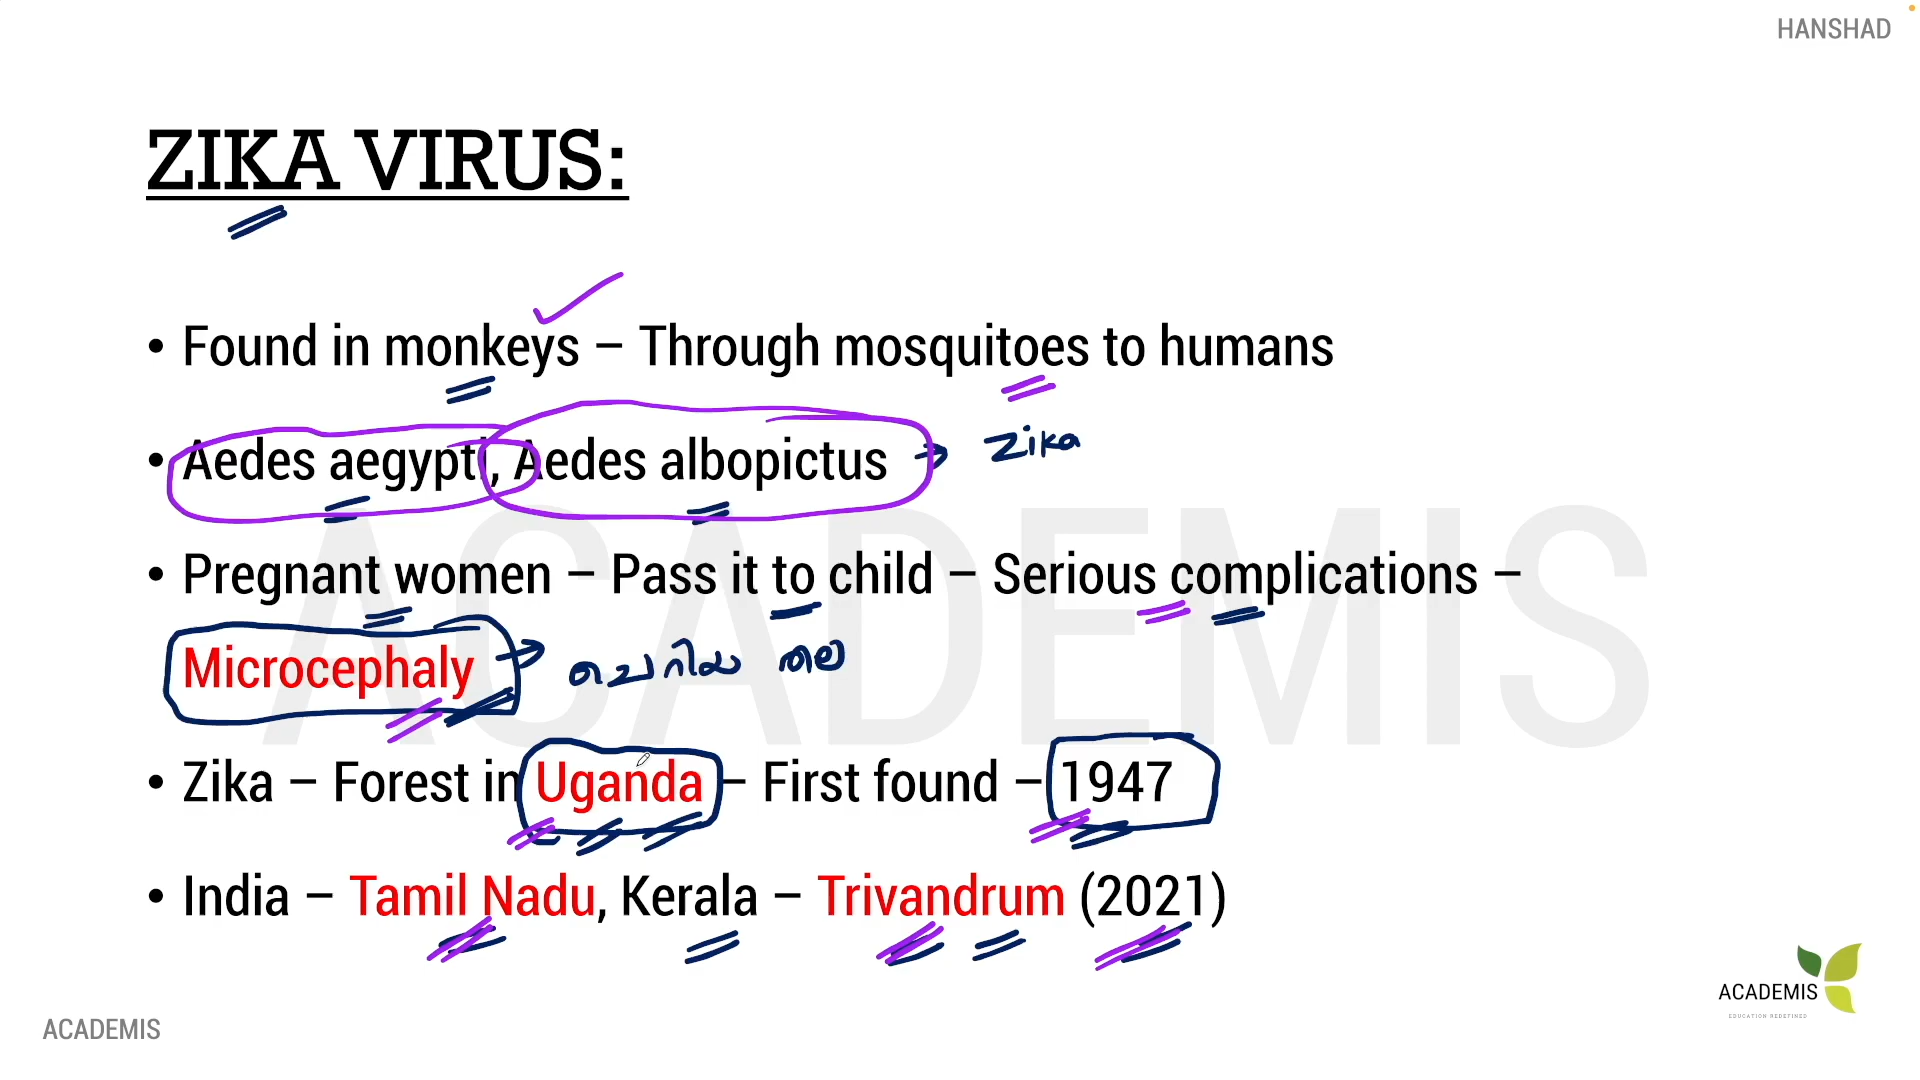 HANSHAD
ZIKA VIRUS:
• Found in monkeys – Through mosquitoes to humans
• Aedes aegypti, Aedes albopictus → Zika
• Pregnant women – Pass it to child – Serious complications –
Microcephaly → ചെറിയ തല
• Zika – Forest in Uganda – First found – 1947
• India – Tamil Nadu, Kerala – Trivandrum (2021)
ACADEMIS
ACADEMIS
EDUCATION REDEFINED
ACADEMIS